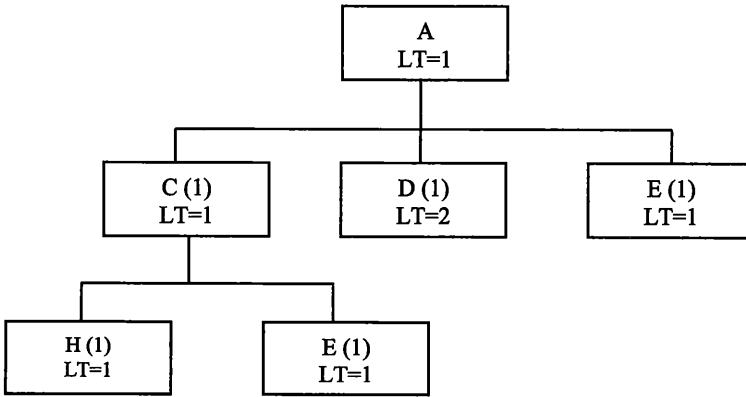 A
LT=1
C (1)
LT=1
D (1)
LT=2
E (1)
LT=1
H (1)
LT=1
E (1)
LT=1